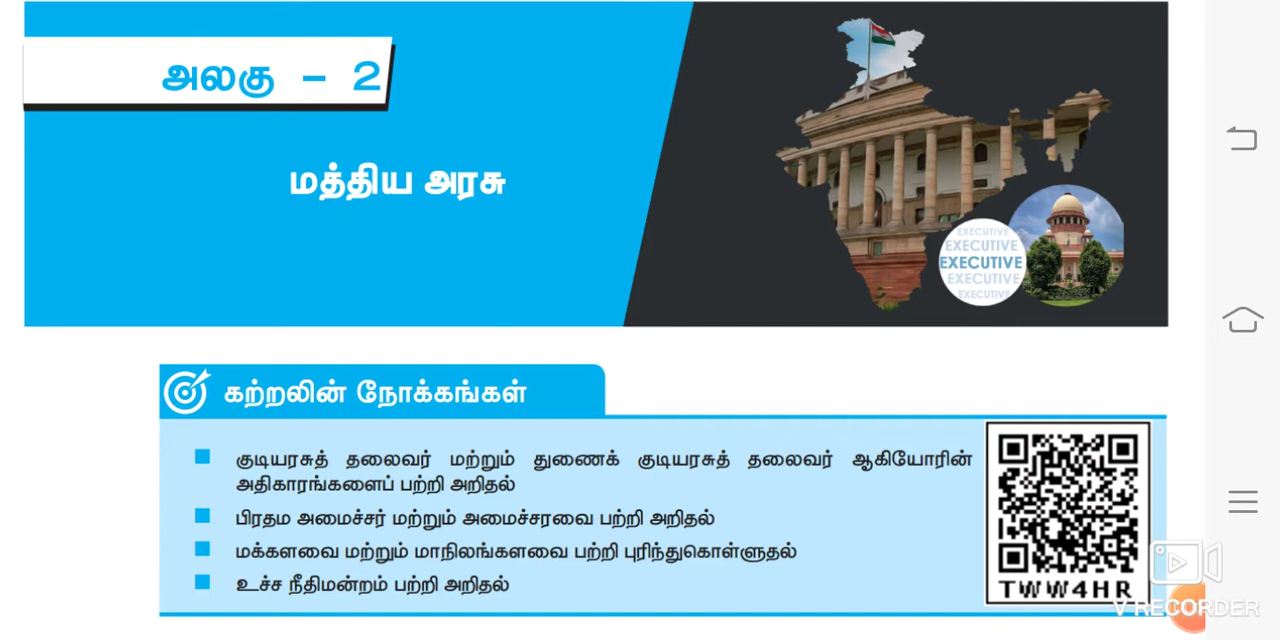 அலகு - 2
மத்திய அரசு
EXECUTIVE
EXECUTIVE
EXECUTIVE
EXECUTIVE
EXECUTIVE
கற்றலின் நோக்கங்கள்
குடியரசுத் தலைவர் மற்றும் துணைக் குடியரசுத் தலைவர் ஆகியோரின்
அதிகாரங்களைப் பற்றி அறிதல்
பிரதம அமைச்சர் மற்றும் அமைச்சரவை பற்றி அறிதல்
மக்களவை மற்றும் மாநிலங்களவை பற்றி புரிந்துகொள்ளுதல்
உச்ச நீதிமன்றம் பற்றி அறிதல்
TWW4HR
V RECORDER